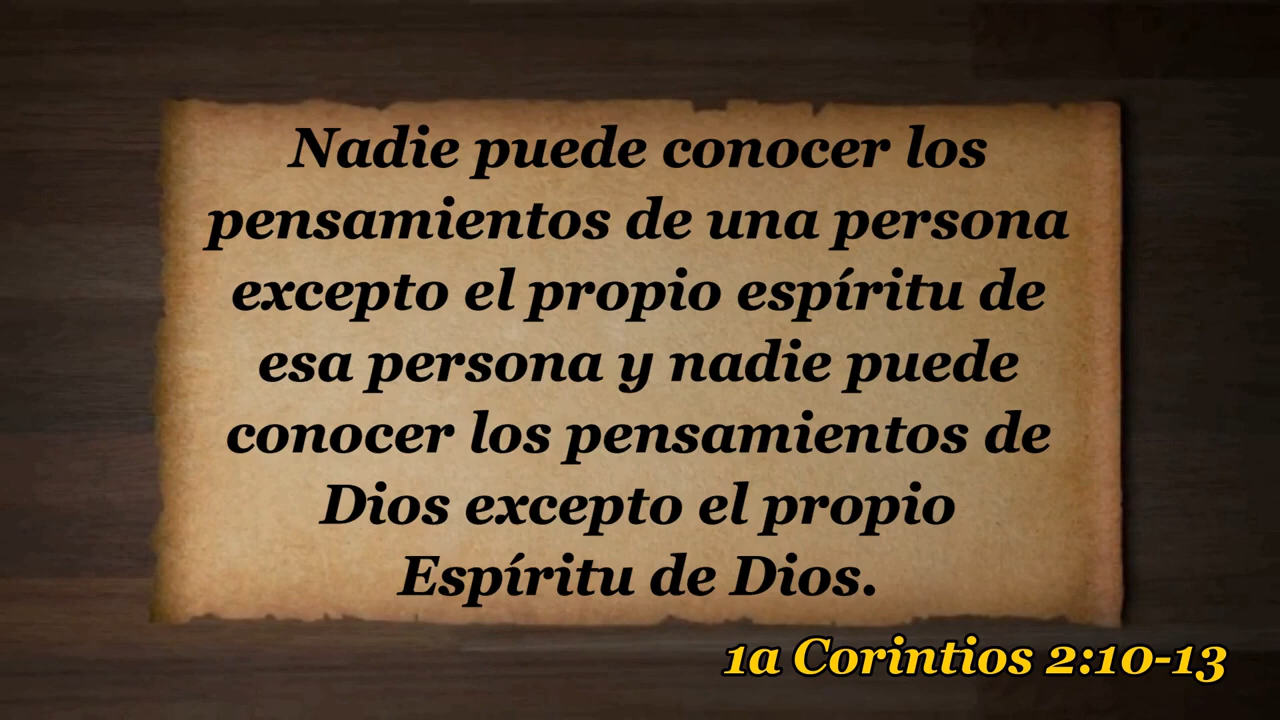 Nadie puede conocer los
pensamientos de una persona
excepto el propio espíritu de
esa persona y nadie puede
conocer los pensamientos de
Dios excepto el propio
Espíritu de Dios.
1a Corintios 2:10-13